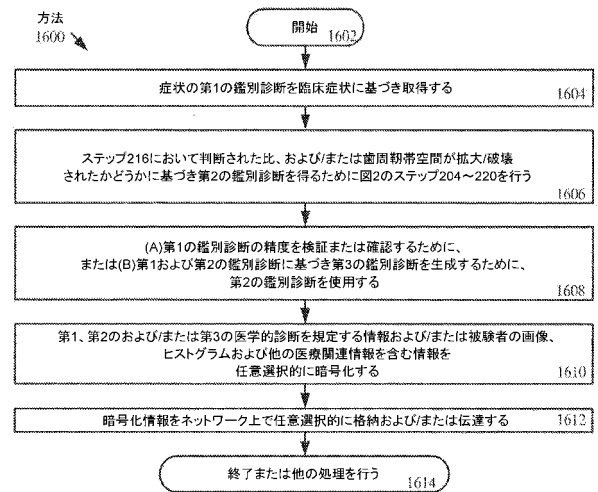 方法
1600
開始
1602
症状の第1の鑑別診断を臨床症状に基づき取得する
1604
ステップ216において判断された比、および/または歯周靭帯空間が拡大/破壊
されたかどうかに基づき第2の鑑別診断を得るために図2のステップ204～220を行う
1606
(A)第1の鑑別診断の精度を検証または確認するために、
または(B)第1および第2の鑑別診断に基づき第3の鑑別診断を生成するために、
第2の鑑別診断を使用する
1608
第1、第2のおよび/または第3の医学的診断を規定する情報および/または被験者の画像、
ヒストグラムおよび他の医療関連情報を含む情報を
任意選択的に暗号化する
1610
暗号化情報をネットワーク上で任意選択的に格納および/または伝達する
1612
終了または他の処理を行う
1614